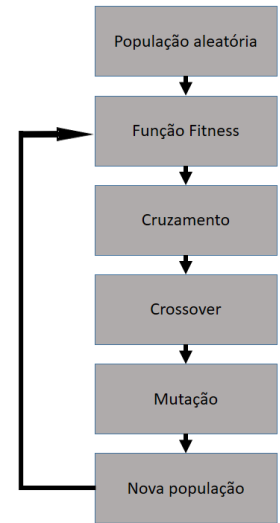 População aleatória
Função Fitness
Cruzamento
Crossover
Mutação
Nova população